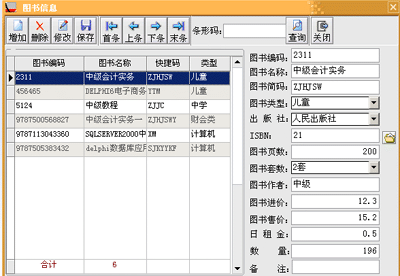 图书信息
增加 删除 修改 保存 首条 上条 下条 末条 条形码: 查询 关闭
图书编码 图书名称 快捷码 类型
2311 中级会计实务 ZJHJSW 儿童
456465 DELPHI6电子商务 YTM 儿童
5124 中级教程 ZJJC 中学
9787500568827 中级会计实务一 ZJHJSWY 财会类
9787113043360 SQLSERVER2000中 XM 计算机
9787505383432 delphi数据库应用 SJKYYKF 计算机
合计 6
图书编码: 2311
图书名称: 中级会计实务
图书简码: ZJHJSW
图书类型: 儿童
出 版 社: 人民出版社
ISBN: 21
图书页数: 200
图书套数: 2套
图书作者: 中级
图书进价: 12.3
图书售价: 15.2
日 租 金: 0.5
数 量: 196
备 注: